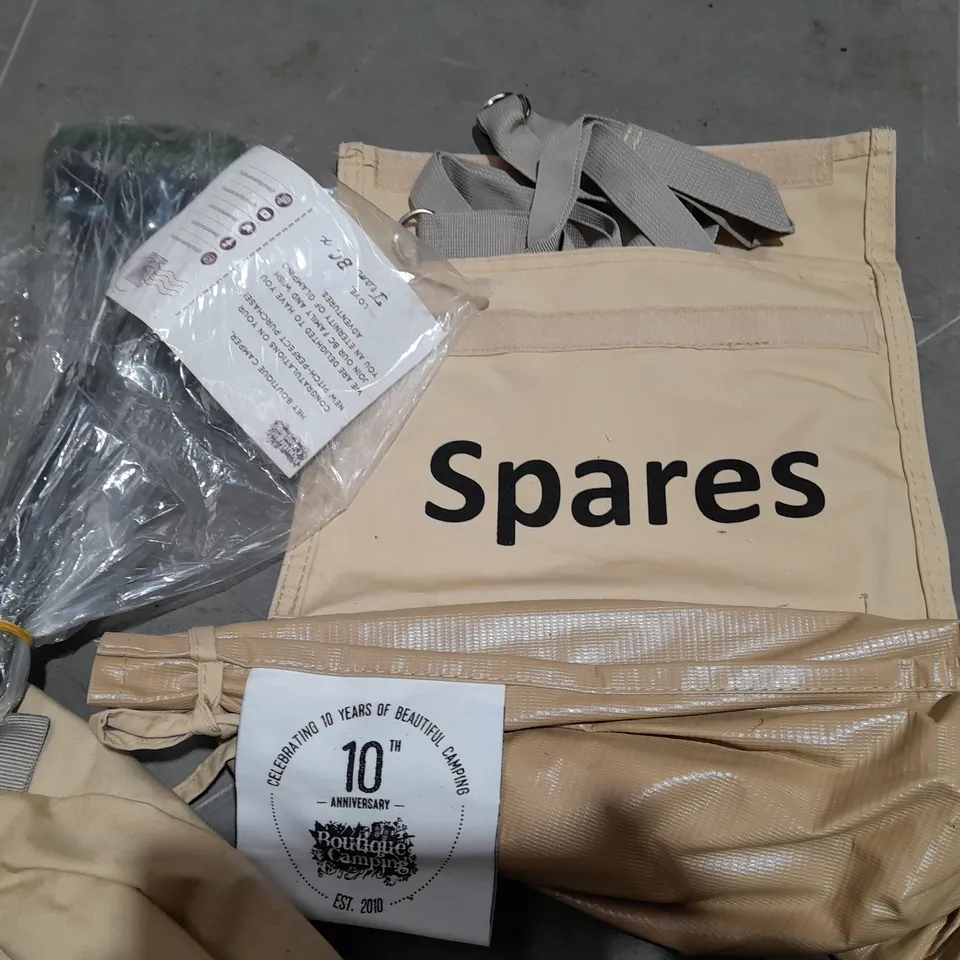 HEY BOUTIQUE CAMPER,
CONGRATULATIONS ON YOUR
NEW PITCH-PERFECT PURCHASE!
WE ARE DELIGHTED TO HAVE YOU
JOIN OUR BC FAMILY AND WISH
YOU AN ETERNITY OF GLAMPING
ADVENTURES.
LOVE,
Team BC x
Spares
CELEBRATING 10 YEARS OF BEAUTIFUL CAMPING
10TH
ANNIVERSARY
Boutique
Camping
EST. 2010